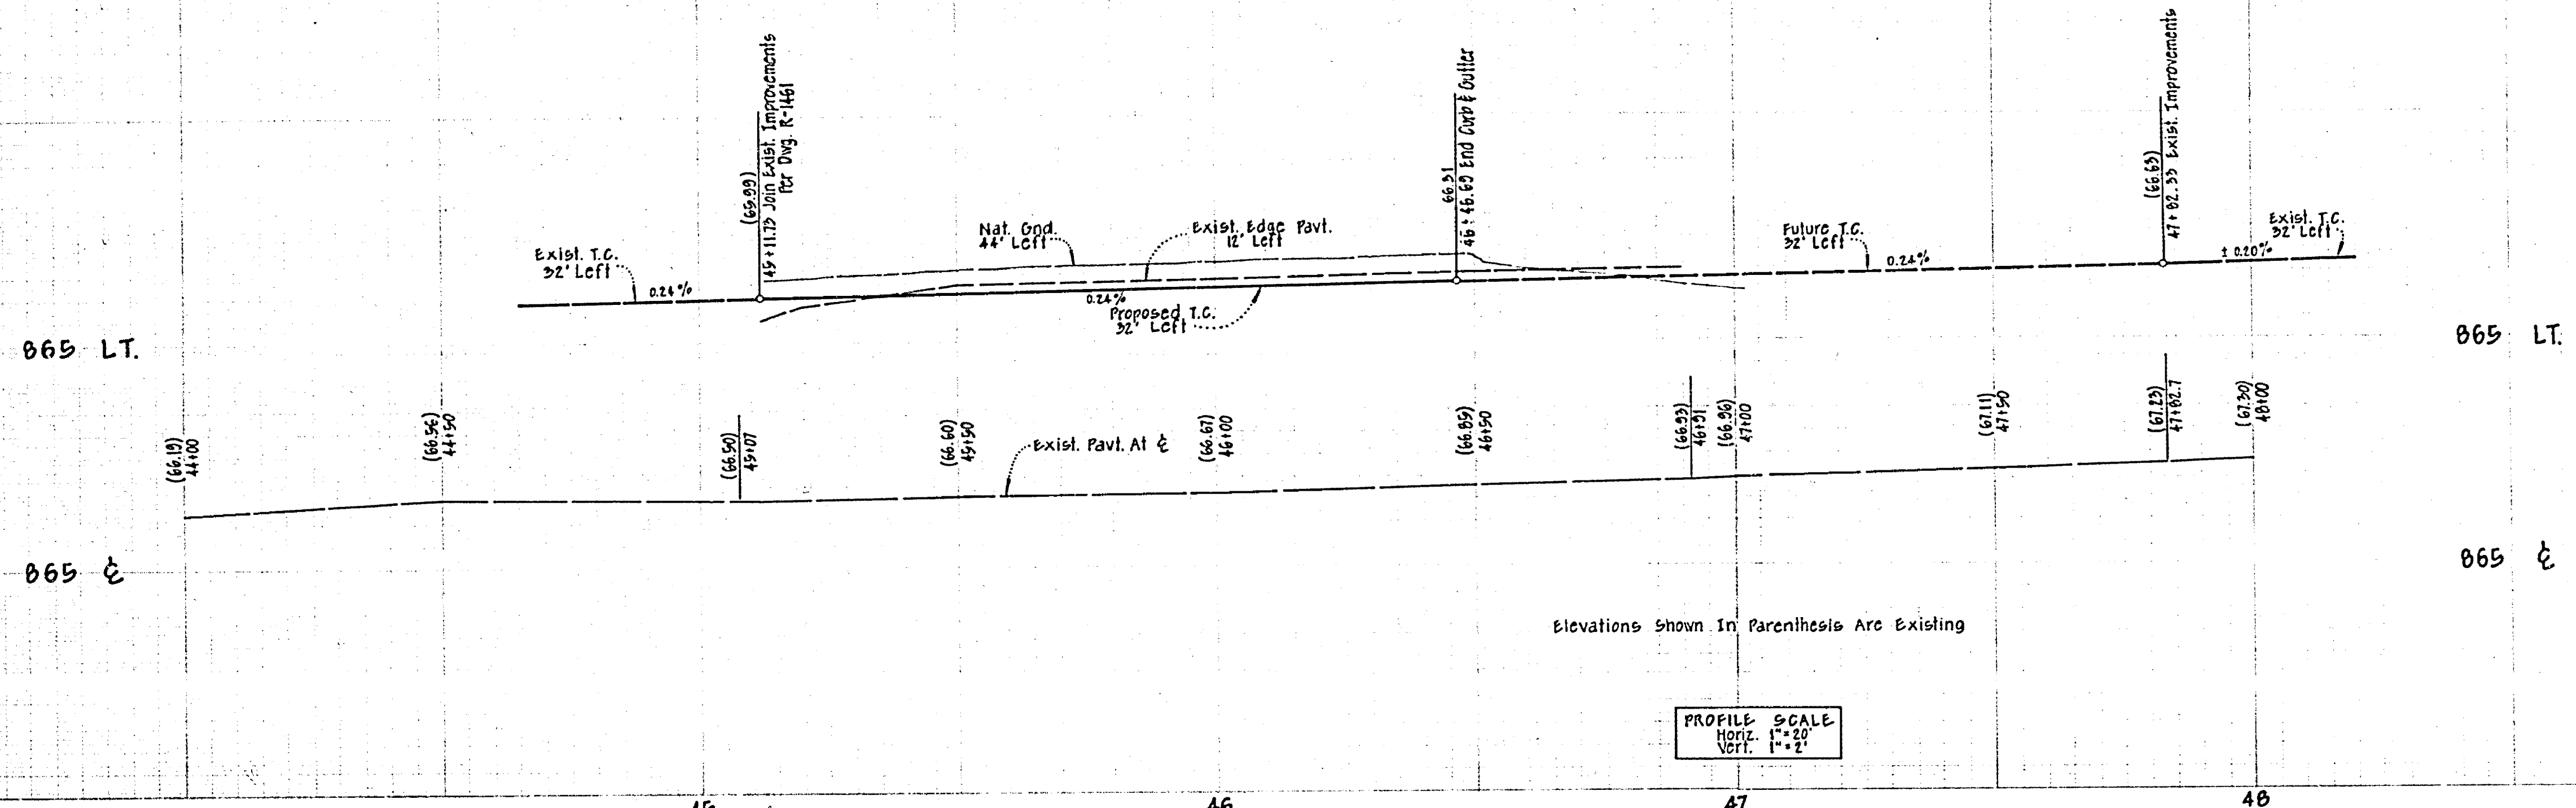 (65.99)
45+11.73 Join Exist. Improvements
Per Dwg. R-1461
66.31
46+46.69 End Curb & Gutter
(66.63)
47+82.33 Exist. Improvements
Exist. T.C.
32' Left
0.24%
Nat. Gnd.
44' Left
Exist. Edge Pavt.
12' Left
0.24%
Proposed T.C.
32' Left
Future T.C.
32' Left
0.24%
± 0.20%
Exist. T.C.
32' Left
865 LT.
865 LT.
(66.19)
44+00
(66.56)
44+50
(66.50)
45+07
(66.60)
45+50
(66.67)
46+00
(66.85)
46+50
(66.93)
46+91
(66.96)
47+00
(67.11)
47+50
(67.23)
47+82.7
(67.30)
48+00
Exist. Pavt. At ℄
865 ℄
865 ℄
Elevations Shown In Parenthesis Are Existing
PROFILE SCALE
Horiz. 1"=20'
Vert. 1"=2'
46
47
48